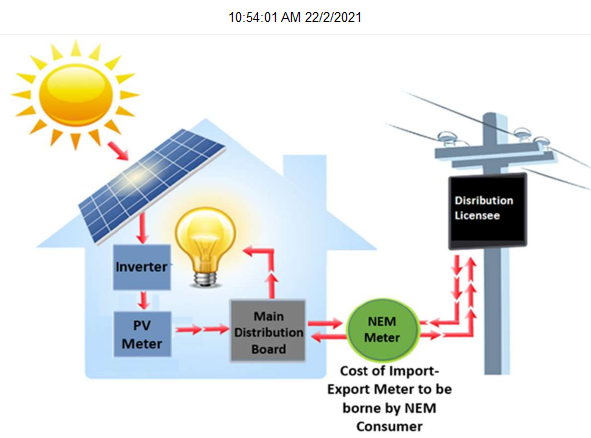 10:54:01 AM 22/2/2021
Disribution
Licensee
Inverter
PV
Meter
Main
Distribution
Board
NEM
Meter
Cost of Import-
Export Meter to be
borne by NEM
Consumer